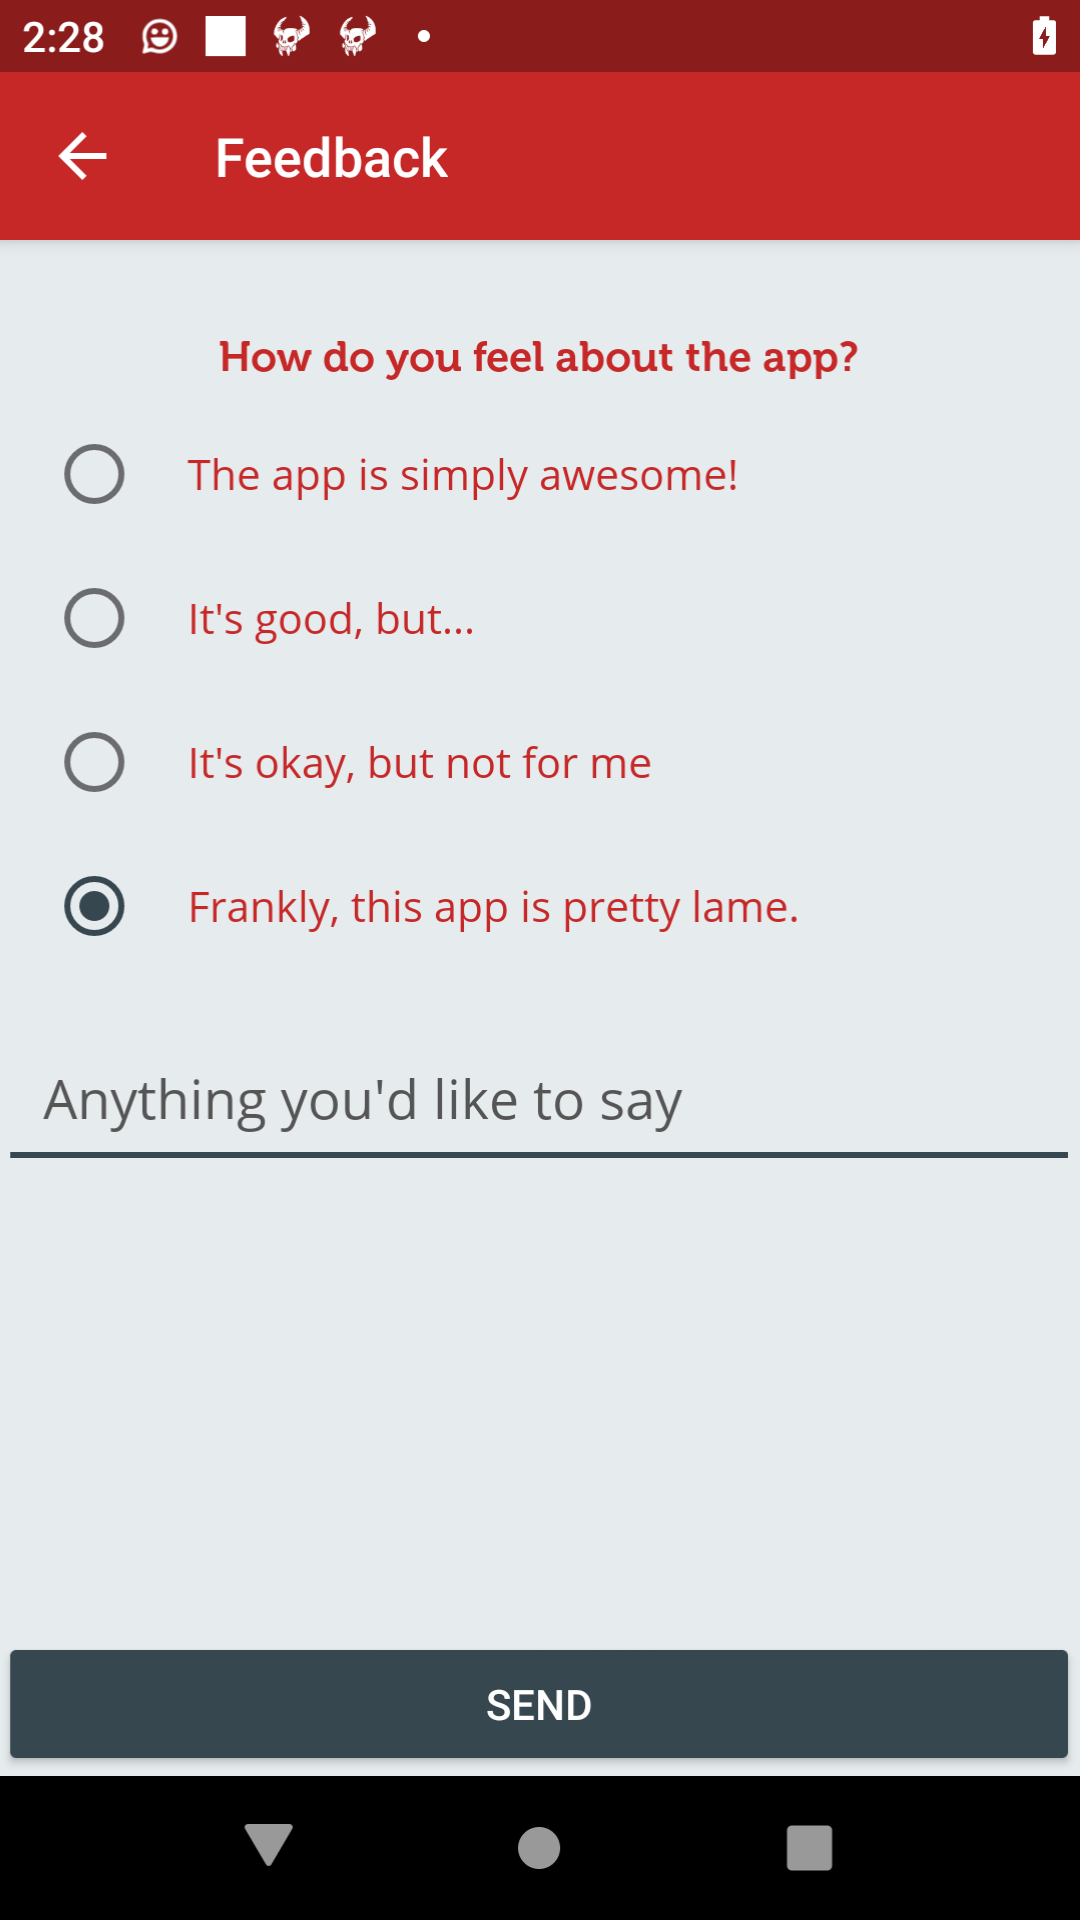 2:28
Feedback
How do you feel about the app?
The app is simply awesome!
It's good, but...
It's okay, but not for me
Frankly, this app is pretty lame.
Anything you'd like to say
SEND